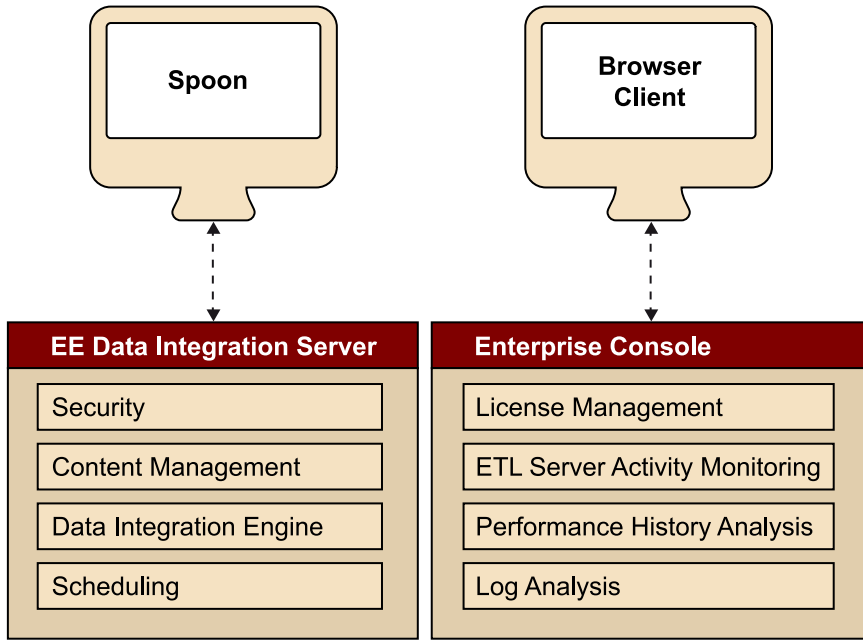 Spoon
Browser
Client
EE Data Integration Server
Security
Content Management
Data Integration Engine
Scheduling
Enterprise Console
License Management
ETL Server Activity Monitoring
Performance History Analysis
Log Analysis